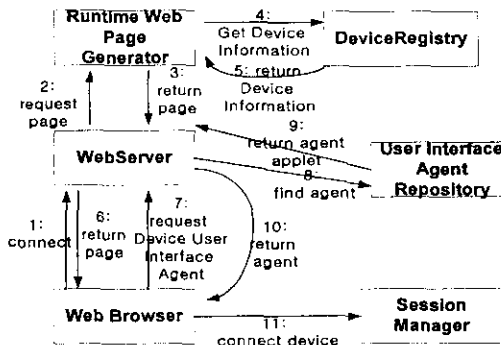 Runtime Web
Page
Generator
4:
Get Device
Information
DeviceRegistry
5: return
Device
Information
2:
request
page
3:
return
page
9:
return agent
applet
WebServer
User Interface
Agent
Repository
8:
find agent
1:
connect
6:
return
page
7:
request
Device User
Interface
Agent
10:
return
agent
Web Browser
Session
Manager
11:
connect device